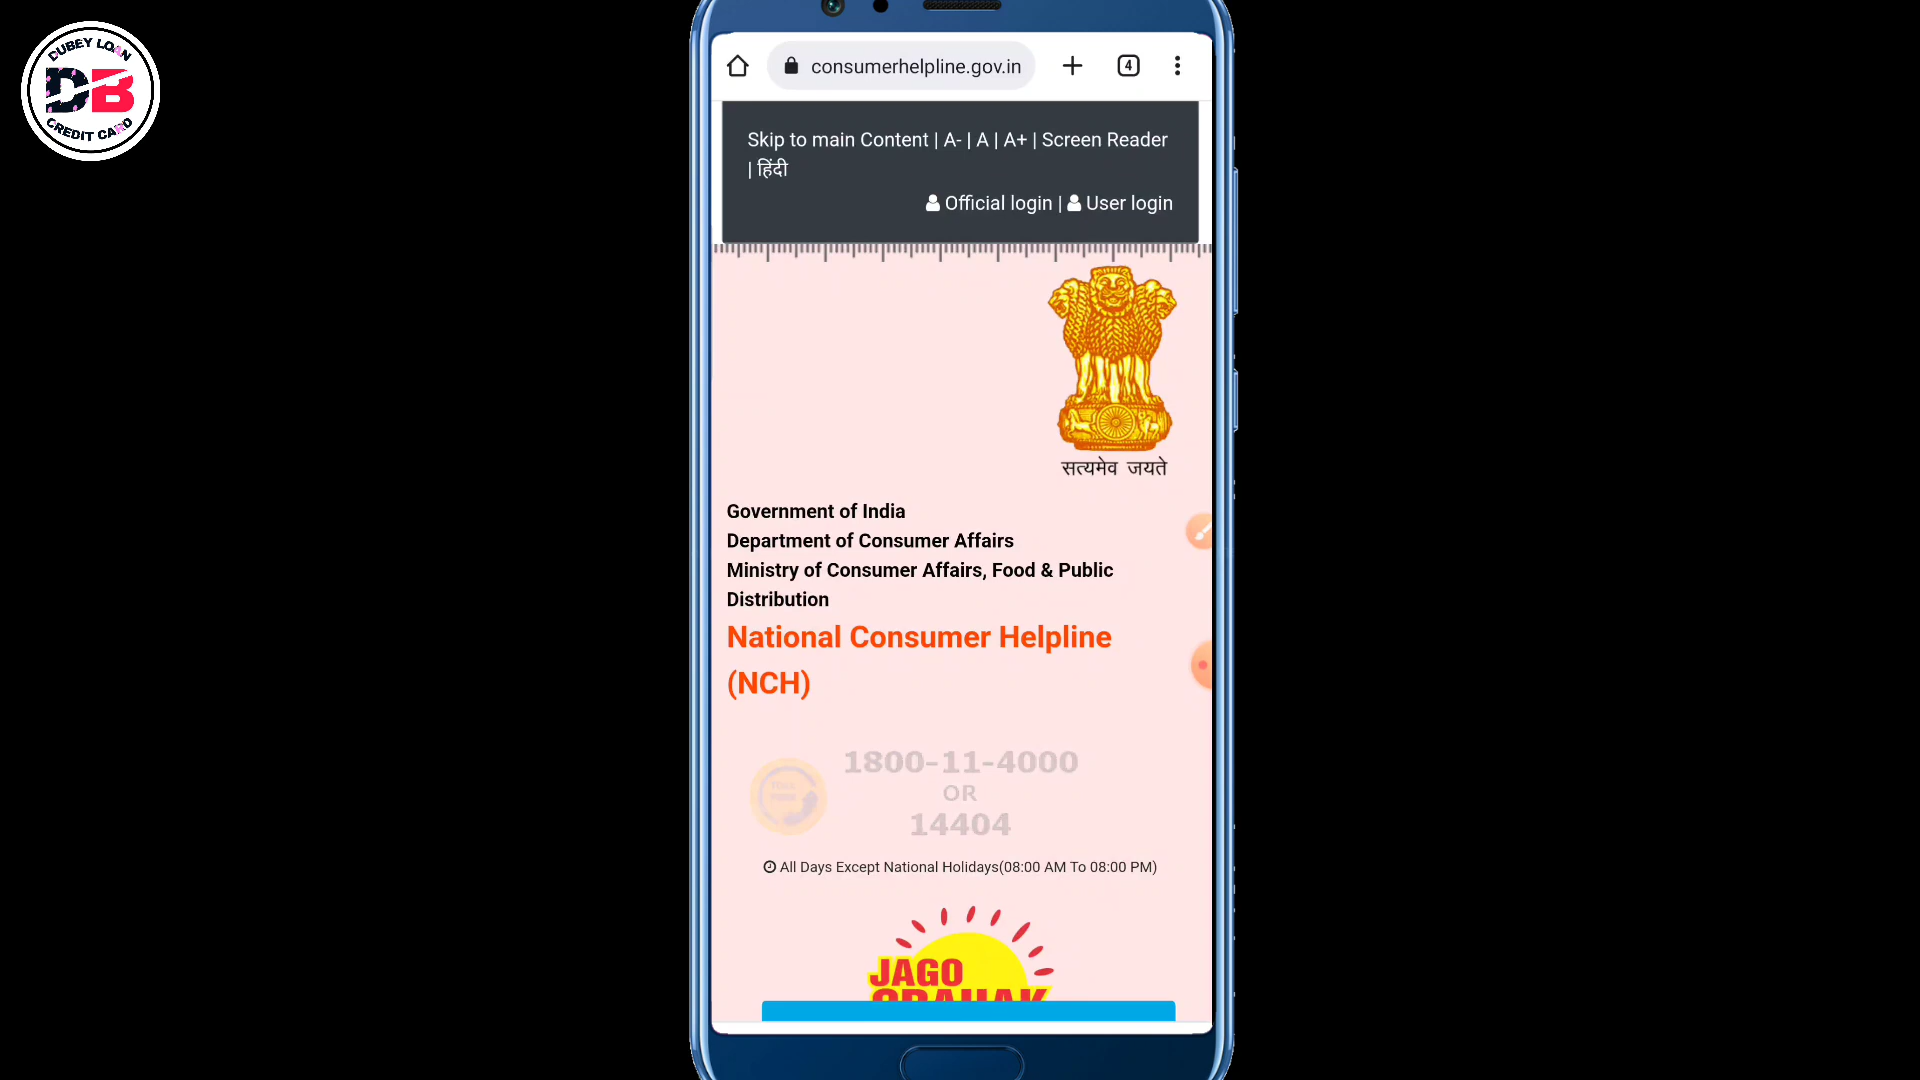 DUBEY LOAN
DB
CREDIT CARD
consumerhelpline.gov.in
4
Skip to main Content | A- | A | A+ | Screen Reader
| हिंदी
Official login | User login
सत्यमेव जयते
Government of India
Department of Consumer Affairs
Ministry of Consumer Affairs, Food & Public
Distribution
National Consumer Helpline
(NCH)
1800-11-4000
OR
14404
All Days Except National Holidays(08:00 AM To 08:00 PM)
JAGO
GRAHAK